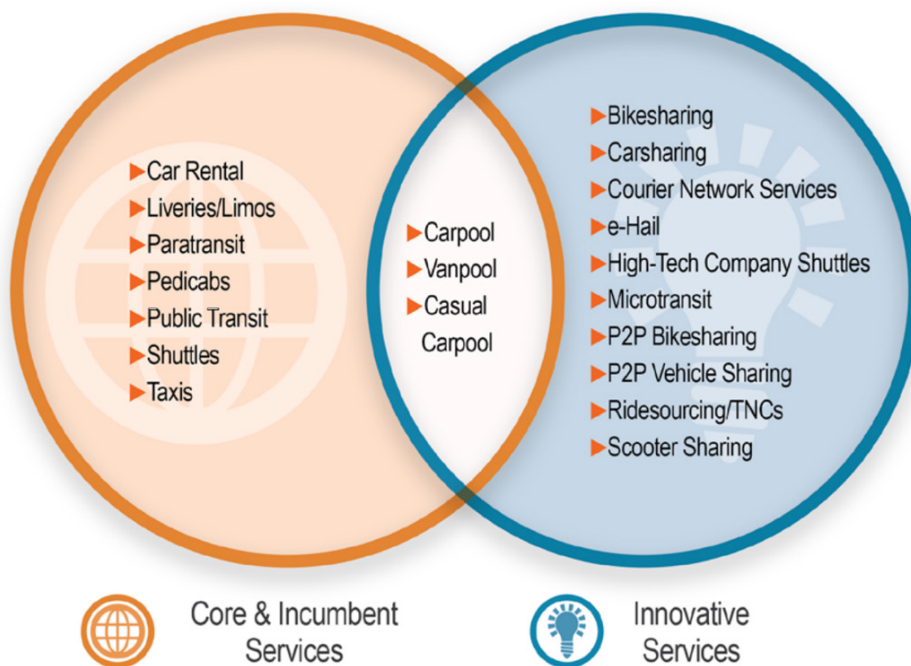 Car Rental
Liveries/Limos
Paratransit
Pedicabs
Public Transit
Shuttles
Taxis
Carpool
Vanpool
Casual
Carpool
Bikesharing
Carsharing
Courier Network Services
e-Hail
High-Tech Company Shuttles
Microtransit
P2P Bikesharing
P2P Vehicle Sharing
Ridesourcing/TNCs
Scooter Sharing
Core & Incumbent
Services
Innovative
Services